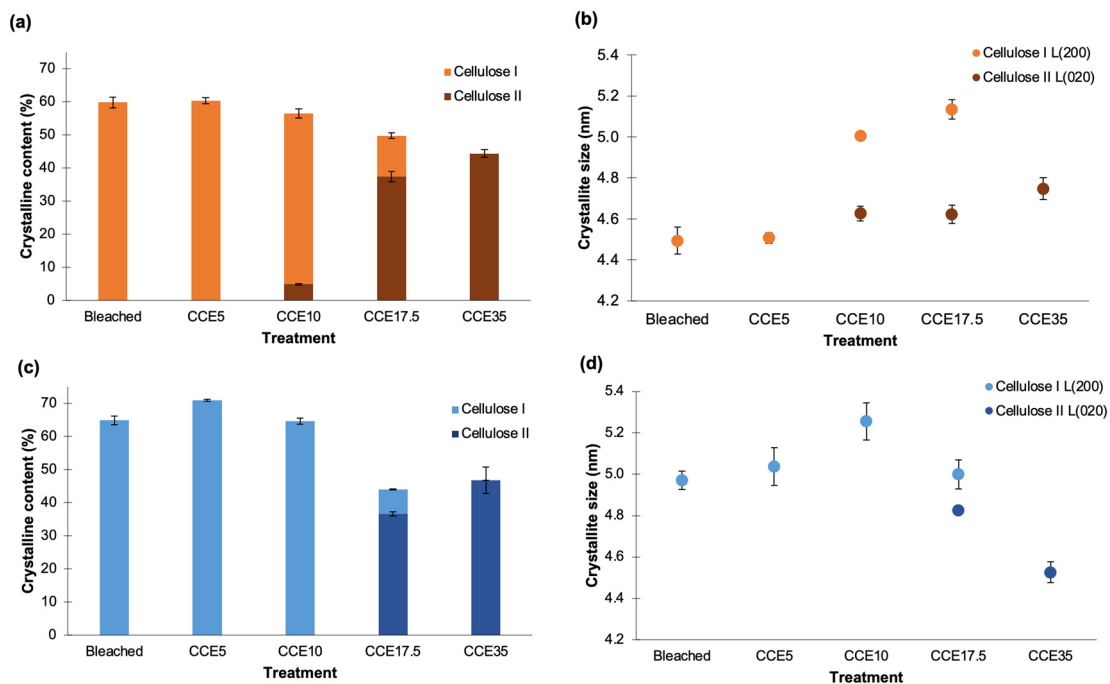 (a)
Crystalline content (%)
70
60
50
40
30
20
10
0
Cellulose I
Cellulose II
Bleached CCE5 CCE10 CCE17.5 CCE35
Treatment
(b)
Crystallite size (nm)
5.4
5.2
5.0
4.8
4.6
4.4
4.2
Cellulose I L(200)
Cellulose II L(020)
Bleached CCE5 CCE10 CCE17.5 CCE35
Treatment
(c)
Crystalline content (%)
70
60
50
40
30
20
10
0
Cellulose I
Cellulose II
Bleached CCE5 CCE10 CCE17.5 CCE35
Treatment
(d)
Crystallite size (nm)
5.4
5.2
5.0
4.8
4.6
4.4
4.2
Cellulose I L(200)
Cellulose II L(020)
Bleached CCE5 CCE10 CCE17.5 CCE35
Treatment